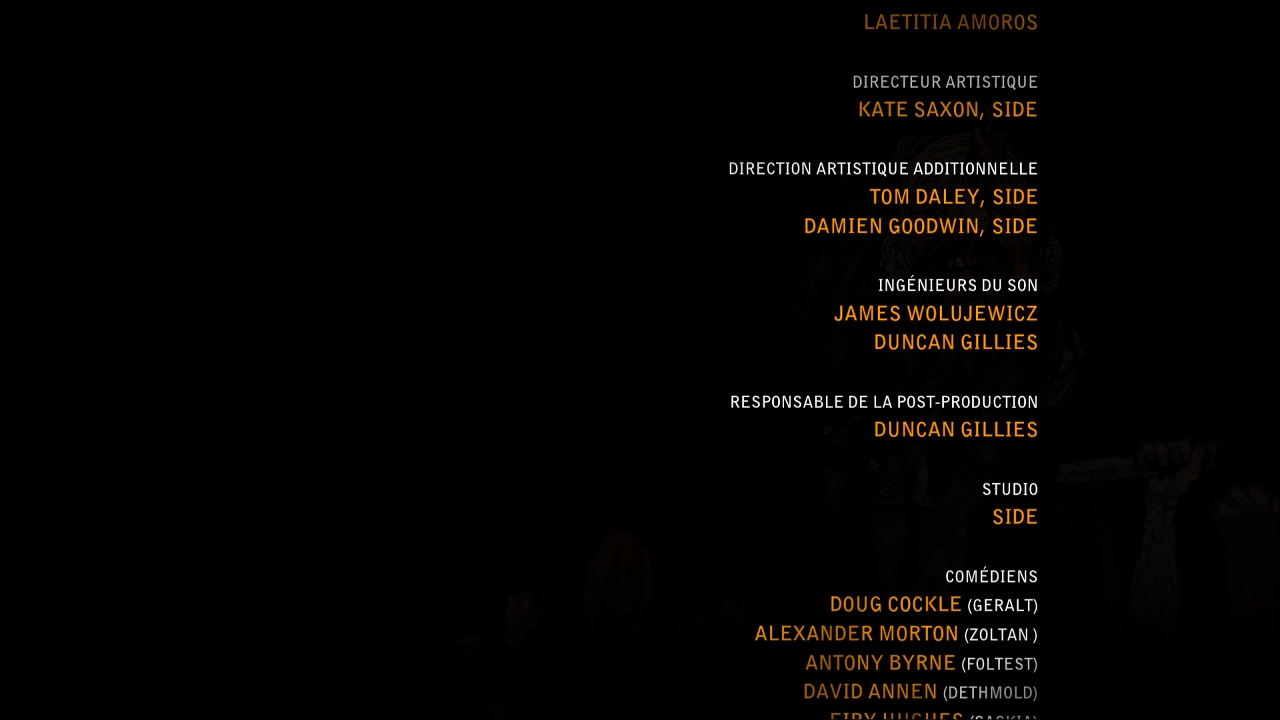 LAETITIA AMOROS
DIRECTEUR ARTISTIQUE
KATE SAXON, SIDE
DIRECTION ARTISTIQUE ADDITIONNELLE
TOM DALEY, SIDE
DAMIEN GOODWIN, SIDE
INGÉNIEURS DU SON
JAMES WOLUJEWICZ
DUNCAN GILLIES
RESPONSABLE DE LA POST-PRODUCTION
DUNCAN GILLIES
STUDIO
SIDE
COMÉDIENS
DOUG COCKLE (GERALT)
ALEXANDER MORTON (ZOLTAN )
ANTONY BYRNE (FOLTEST)
DAVID ANNEN (DETHMOLD)